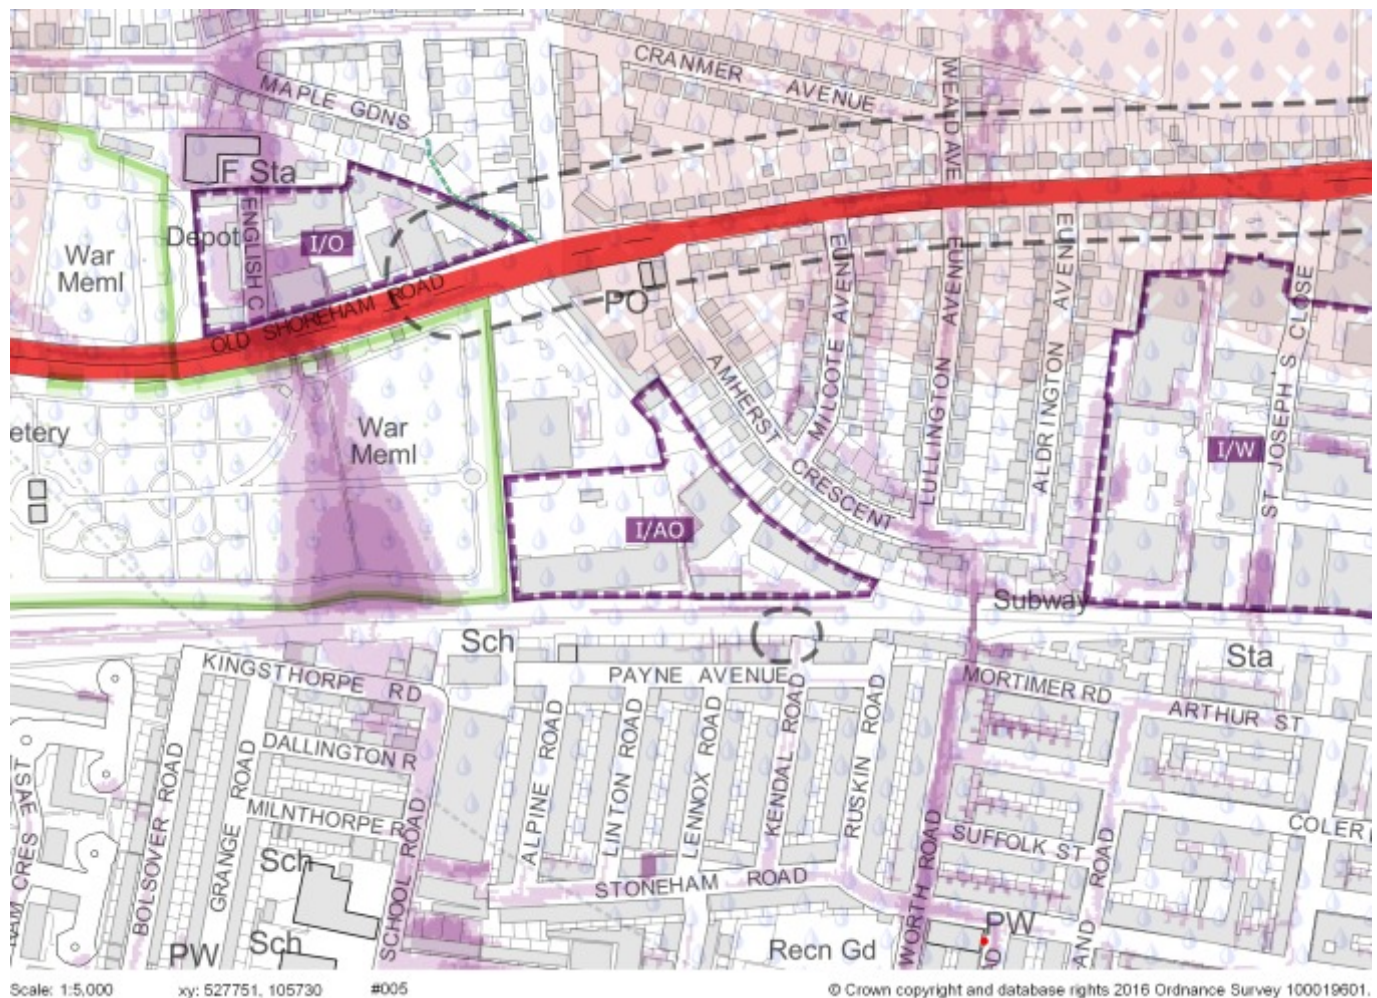 CRANMER AVENUE
WEALD AVE
MAPLE GDNS
F Sta
ENGLISH C
Depot
I/O
War
Meml
OLD SHOREHAM ROAD
PO
EUNU AVENUE
MILCOTE AVENUE
LULLINGTON AVENUE
ALDRINGTON AVENUE
AMHERST CRESCENT
ST JOSEPH'S CLOSE
I/W
etery
War
Meml
I/AO
Subway
Sch
Sta
KINGSTHORPE RD
PAYNE AVENUE
MORTIMER RD
ARTHUR ST
DALLINGTON R
MILNTHORPE R
BOLSOVER ROAD
GRANGE ROAD
SCHOOL ROAD
ALPINE ROAD
LINTON ROAD
LENNOX ROAD
KENDAL ROAD
RUSKIN ROAD
WORTH ROAD
SUFFOLK ST
COLER
AND ROAD
Sch
STONEHAM ROAD
PW
Sch
Recn Gd
PW
Scale: 1:5,000 xy: 527751, 105730 #005 © Crown copyright and database rights 2016 Ordnance Survey 100019601.